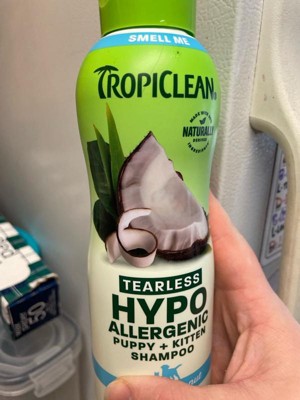 SMELL ME
TROPICLEAN
MADE WITH
NATURALLY
DERIVED
INGREDIENTS
TEARLESS
HYPO
ALLERGENIC
PUPPY + KITTEN
SHAMPOO